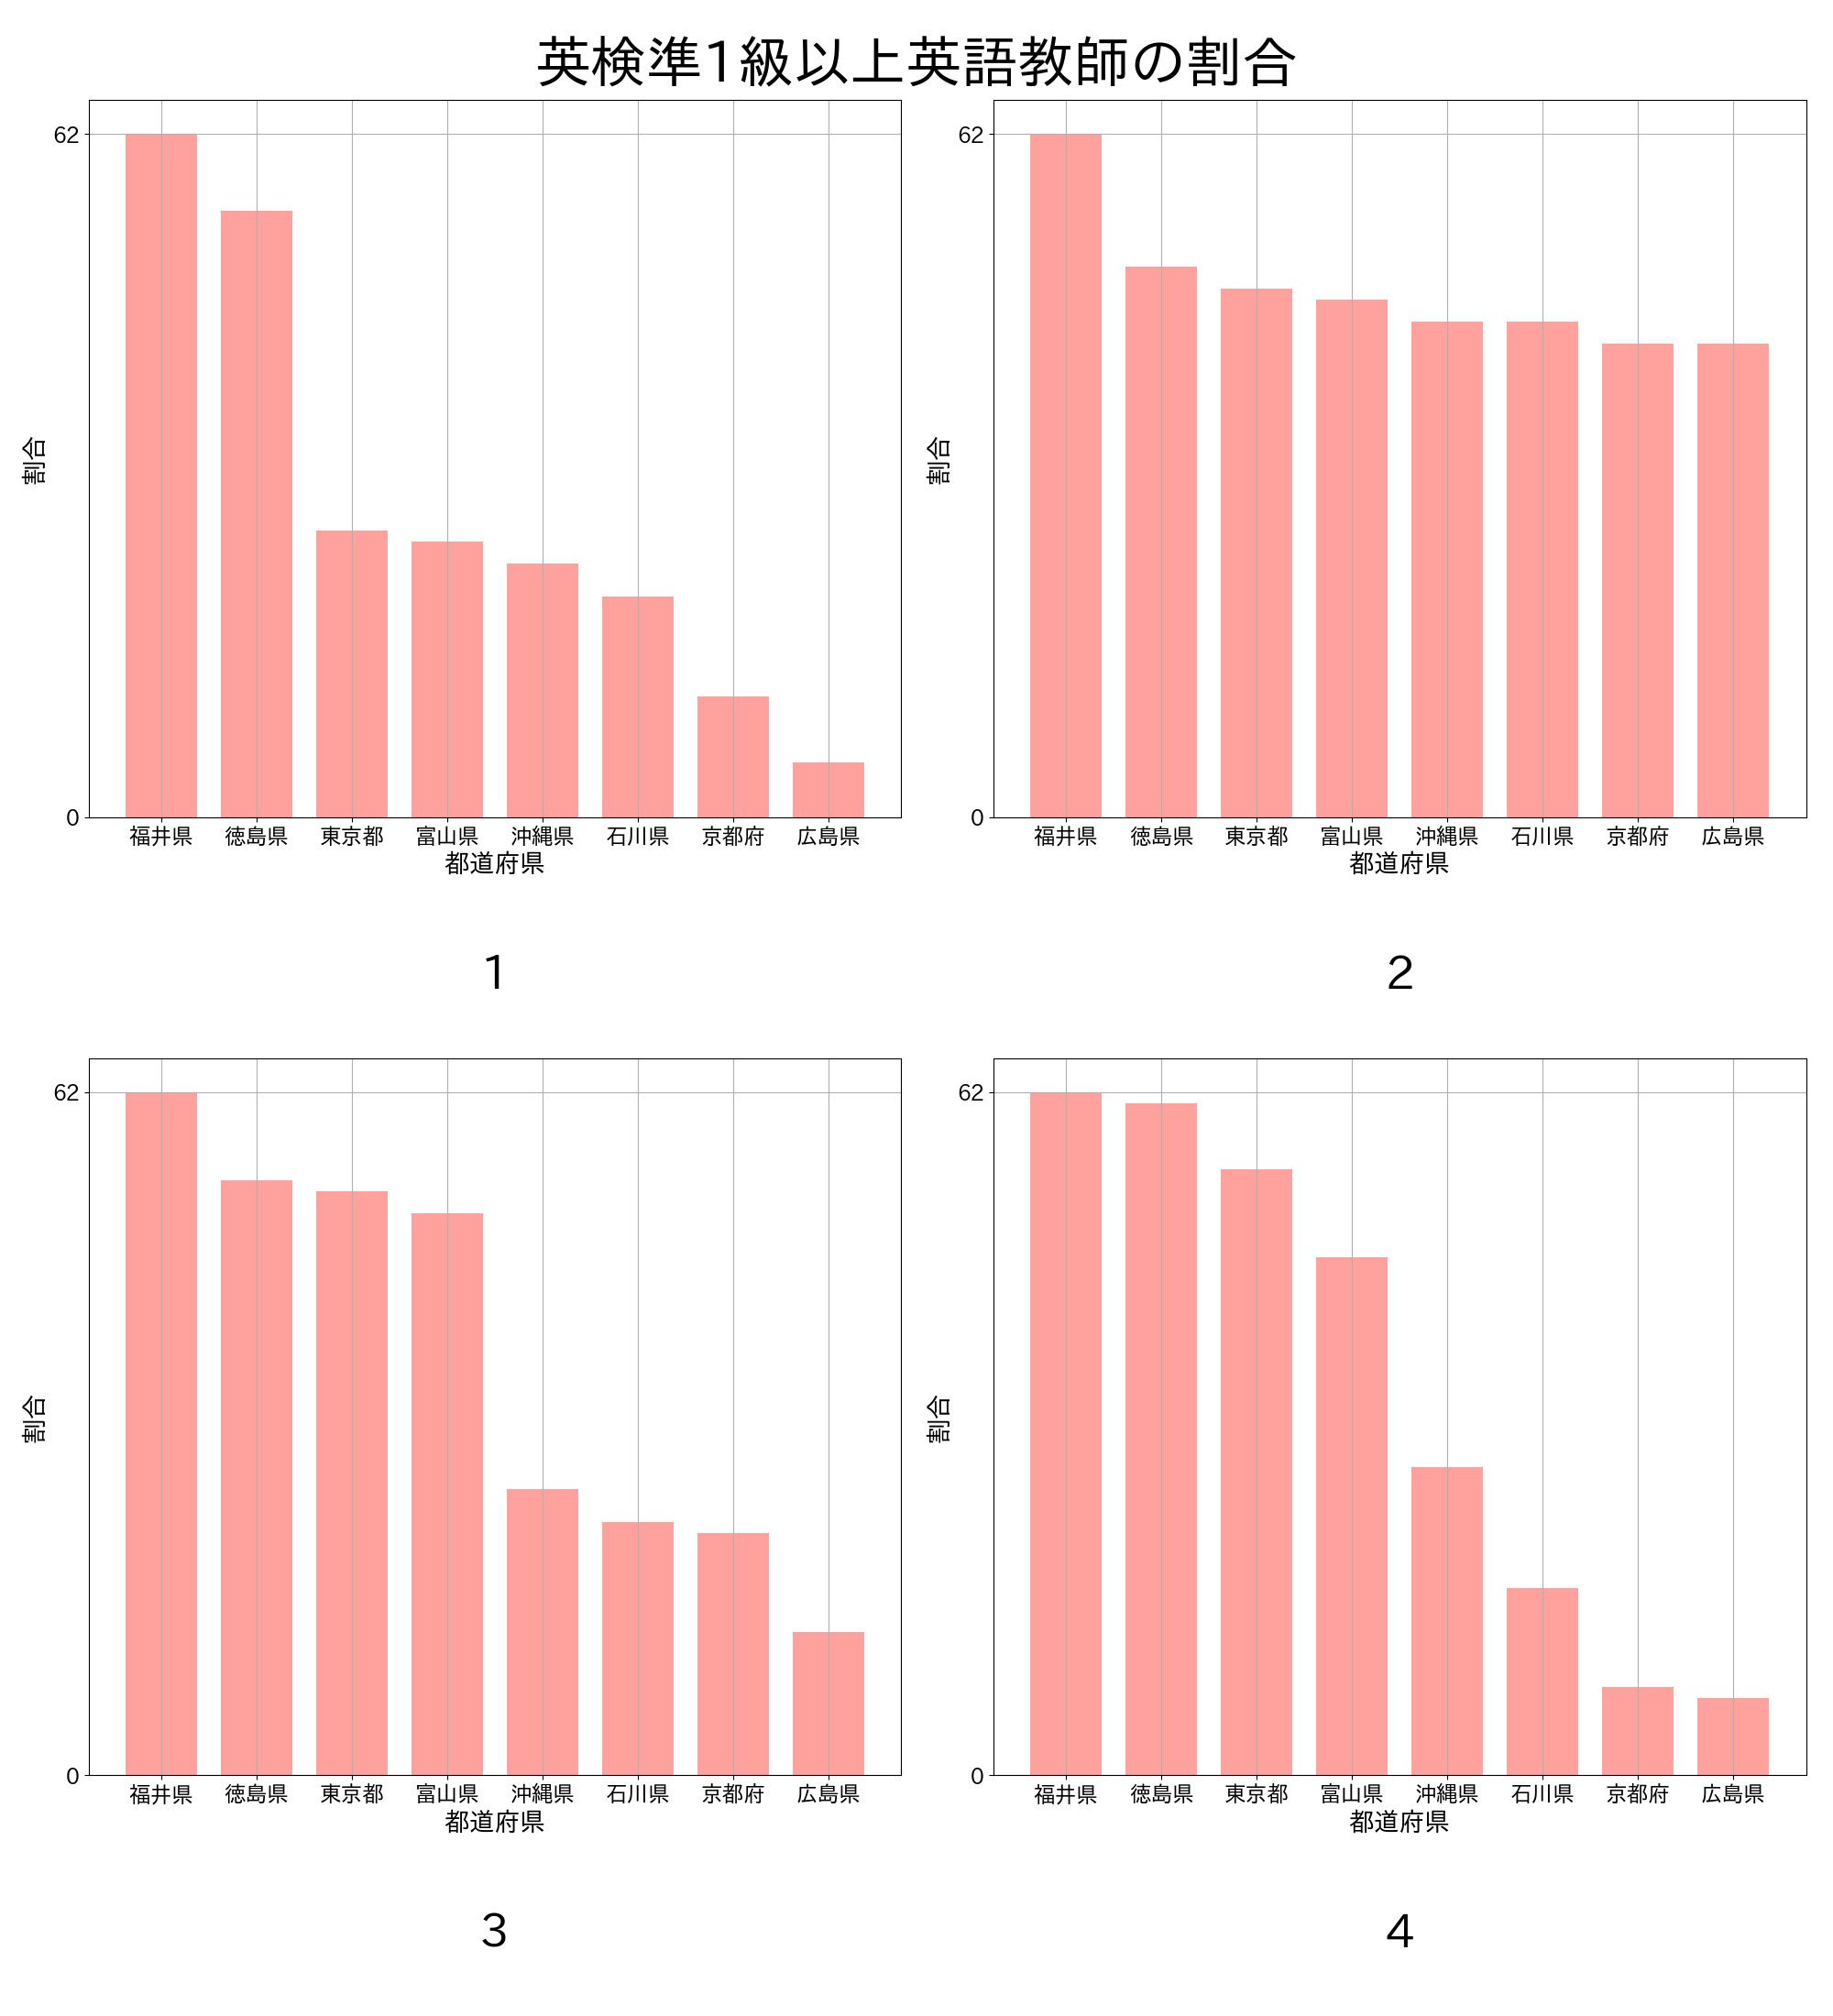 英検準1級以上英語教師の割合
62
0
割合
福井県 徳島県 東京都 富山県 沖縄県 石川県 京都府 広島県
都道府県
1
62
0
割合
福井県 徳島県 東京都 富山県 沖縄県 石川県 京都府 広島県
都道府県
2
62
0
割合
福井県 徳島県 東京都 富山県 沖縄県 石川県 京都府 広島県
都道府県
3
62
0
割合
福井県 徳島県 東京都 富山県 沖縄県 石川県 京都府 広島県
都道府県
4